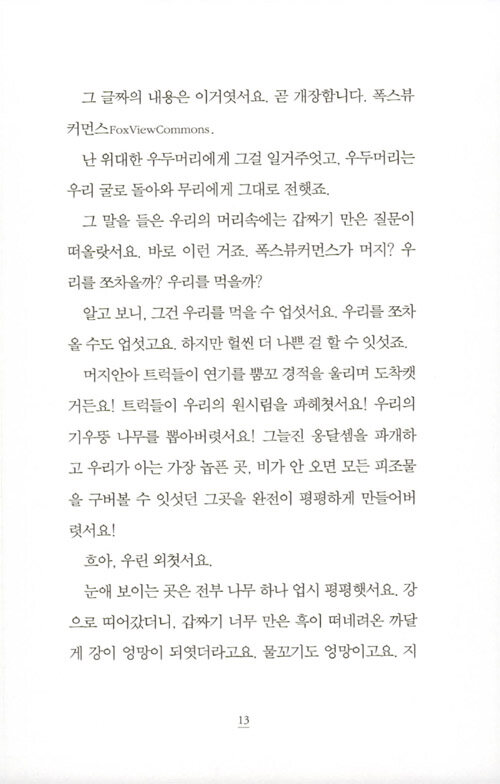 그 글짜의 내용은 이거엿서요. 곧 개장함니다. 폭스뷰
커먼스FoxViewCommons.
난 위대한 우두머리에게 그걸 일거주엇고, 우두머리는
우리 굴로 돌아와 무리에게 그대로 전햇죠.
그 말을 들은 우리의 머리속에는 갑짜기 만은 질문이
떠올랏서요. 바로 이런 거죠. 폭스뷰커먼스가 머지? 우
리를 쪼차올까? 우리를 먹을까?
알고 보니, 그건 우리를 먹을 수 업섯서요. 우리를 쪼차
올 수도 업섯고요. 하지만 헐씬 더 나쁜 걸 할 수 잇섯죠.
머지안아 트럭들이 연기를 뿜꼬 경적을 울리며 도착캣
거든요! 트럭들이 우리의 원시림을 파헤쳣서요! 우리의
기우뚱 나무를 뽑아버렷서요! 그늘진 옹달셈을 파개하
고 우리가 아는 가장 놉픈 곳, 비가 안 오면 모든 피조물
을 구버볼 수 잇섯던 그곳을 완전이 평평하게 만들어버
렷서요!
흐아, 우린 외쳣서요.
눈애 보이는 곳은 전부 나무 하나 업시 평평햇서요. 강
으로 띠어갔더니, 갑짜기 너무 만은 흑이 떠네려온 까달
게 강이 엉망이 되엿더라고요. 물꼬기도 엉망이고요. 지
13